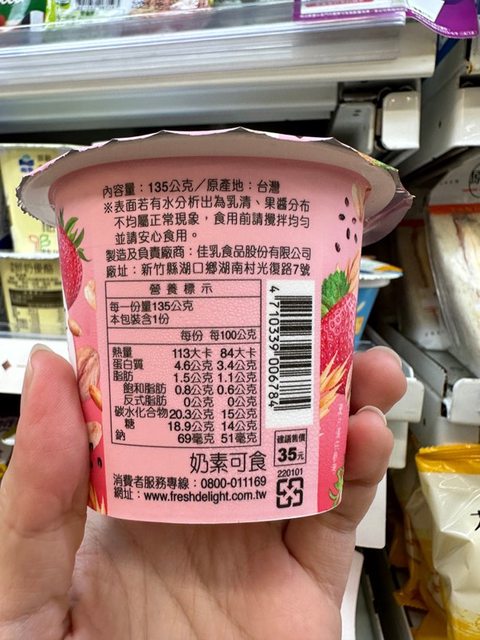 內容量：135公克／原產地：台灣
※表面若有水分析出為乳清、果醬分布
不均屬正常現象，食用前請攪拌均勻
並請安心食用。
製造及負責廠商：佳乳食品股份有限公司
廠址：新竹縣湖口鄉湖南村光復路7號
營養標示
每一份量135公克
本包裝含1份
每份 每100公克
熱量 113大卡 84大卡
蛋白質 4.6公克 3.4公克
脂肪 1.5公克 1.1公克
飽和脂肪 0.8公克 0.6公克
反式脂肪 0公克 0公克
碳水化合物 20.3公克 15公克
糖 18.9公克 14公克
鈉 69毫克 51毫克
4 710339 006784
建議售價
35元
奶素可食
220101
消費者服務專線：0800-011169
網址：www.freshdelight.com.tw